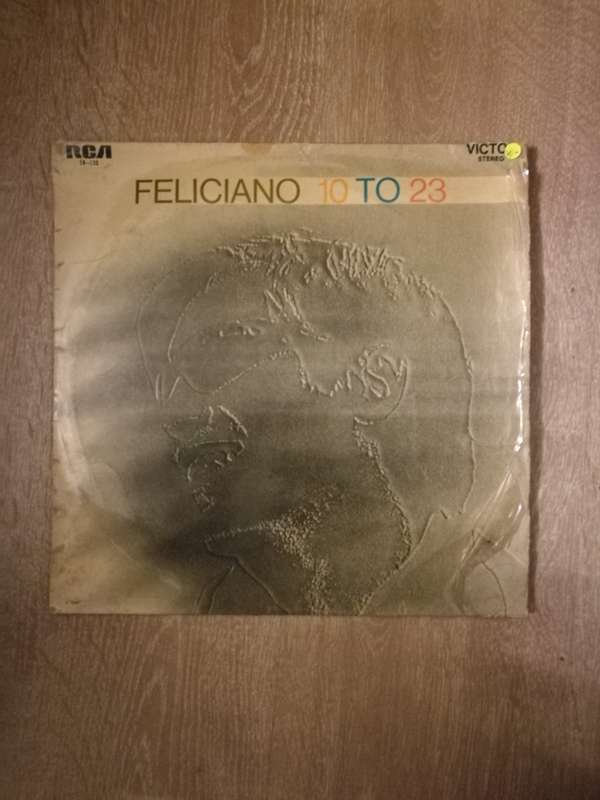 RCA
VICTO
STEREO
FELICIANO 10 TO 23